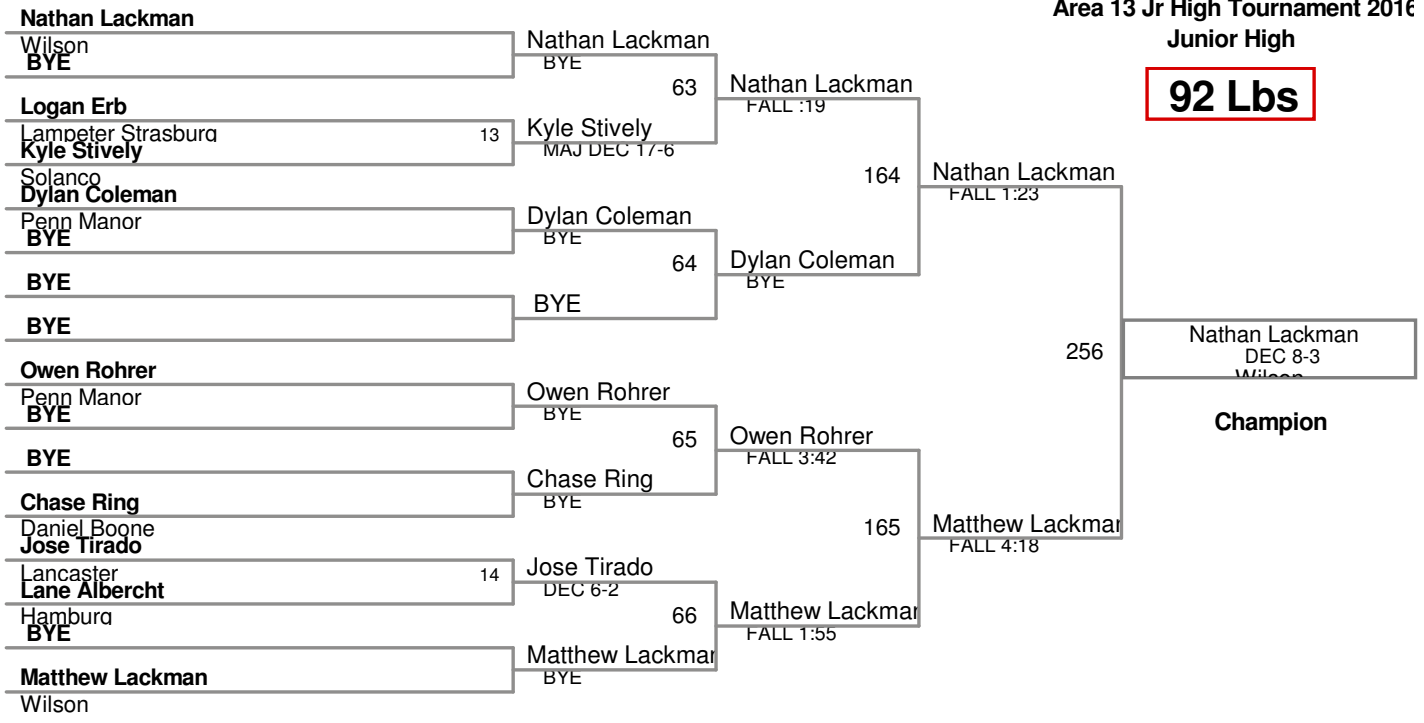 Area 13 Jr High Tournament 2016
Junior High
92 Lbs
Nathan Lackman
Wilson
BYE
Logan Erb
Lampeter Strasburg
13
Kyle Stively
Solanco
Dylan Coleman
Penn Manor
BYE
BYE
BYE
Owen Rohrer
Penn Manor
BYE
BYE
Chase Ring
Daniel Boone
Jose Tirado
Lancaster
14
Lane Albercht
Hamburg
BYE
Matthew Lackman
Wilson
Nathan Lackman
BYE
63
Kyle Stively
MAJ DEC 17-6
Dylan Coleman
BYE
64
BYE
Owen Rohrer
BYE
65
Chase Ring
BYE
Jose Tirado
DEC 6-2
66
Matthew Lackman
BYE
Nathan Lackman
FALL :19
164
Dylan Coleman
BYE
Owen Rohrer
FALL 3:42
165
Matthew Lackman
FALL 1:55
Nathan Lackman
FALL 1:23
256
Matthew Lackman
FALL 4:18
Nathan Lackman
DEC 8-3
Wilson
Champion